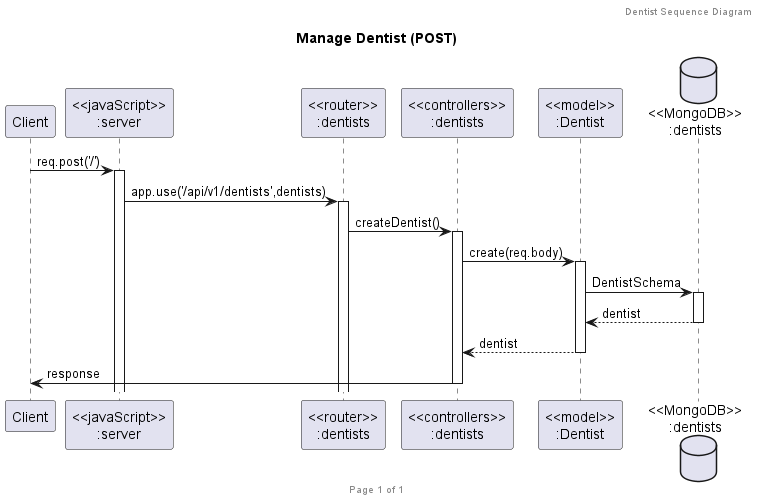 Dentist Sequence Diagram
Manage Dentist (POST)
Client
<<javaScript>>
:server
<<router>>
:dentists
<<controllers>>
:dentists
<<model>>
:Dentist
<<MongoDB>>
:dentists
req.post('/')
app.use('/api/v1/dentists',dentists)
createDentist()
create(req.body)
DentistSchema
dentist
dentist
response
Client
<<javaScript>>
:server
<<router>>
:dentists
<<controllers>>
:dentists
<<model>>
:Dentist
<<MongoDB>>
:dentists
Page 1 of 1